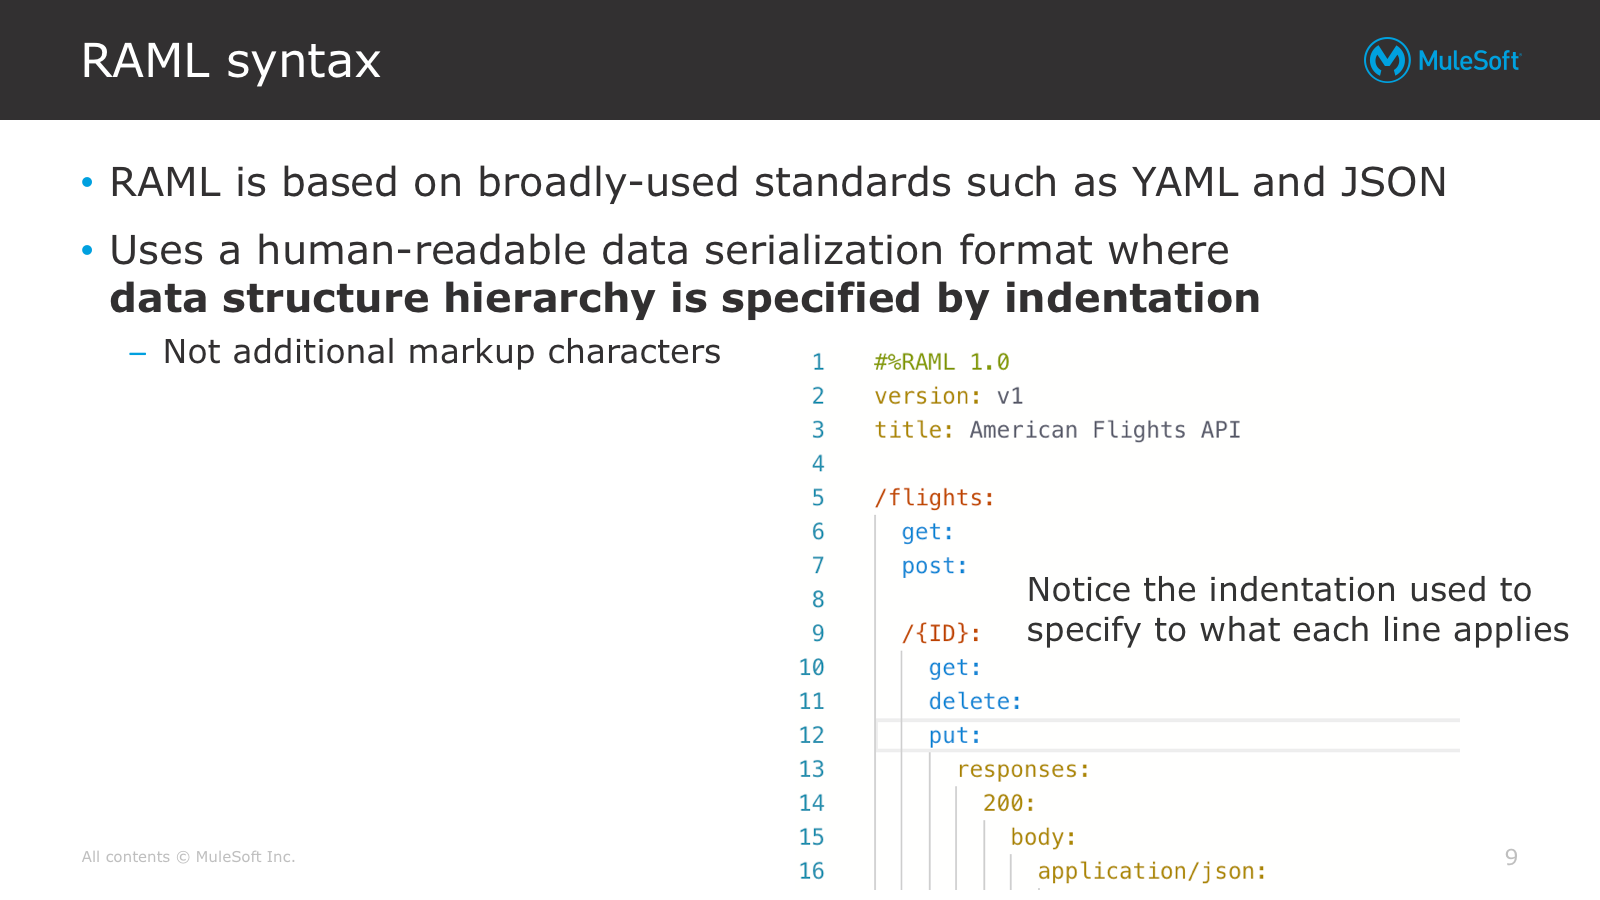 RAML syntax
MuleSoft
• RAML is based on broadly-used standards such as YAML and JSON
• Uses a human-readable data serialization format where
data structure hierarchy is specified by indentation
– Not additional markup characters
1 #%RAML 1.0
2 version: v1
3 title: American Flights API
4
5 /flights:
6   get:
7   post:
8
9   /{ID}:
10     get:
11     delete:
12     put:
13       responses:
14         200:
15           body:
16             application/json:
Notice the indentation used to
specify to what each line applies
All contents © MuleSoft Inc.
9